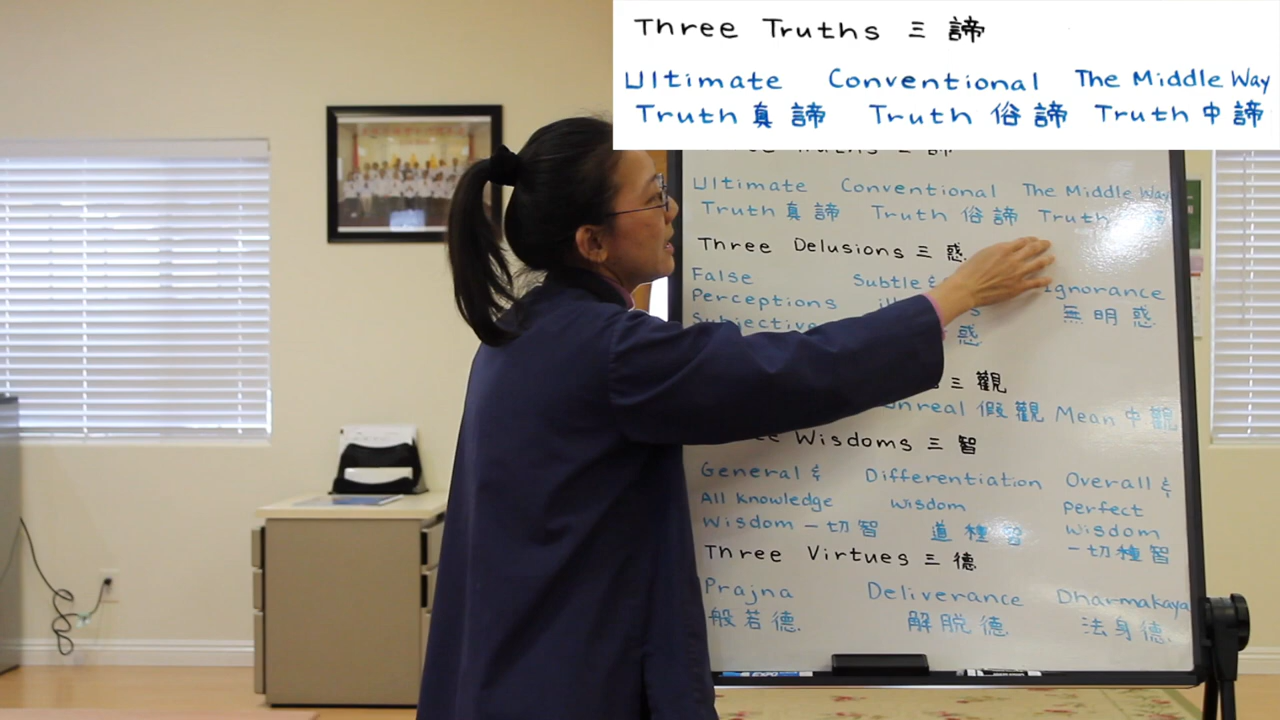 Three Truths 三諦
Ultimate Conventional The Middle Way
Truth 真諦 Truth 俗諦 Truth 中諦
Ultimate Conventional The Middle Way
Truth 真諦 Truth 俗諦 Truth
Three Delusions 三惑
False Subtle & Ignorance
Perceptions 無明惑
Subjective 惑
三觀
Unreal 假觀 Mean 中觀
Wisdoms 三智
General & Differentiation Overall &
All Knowledge Wisdom Perfect
Wisdom 一切智 道種智 Wisdom
一切種智
Three Virtues 三德
Prajna Deliverance Dharmakaya
般若德 解脫德 法身德
EXPO